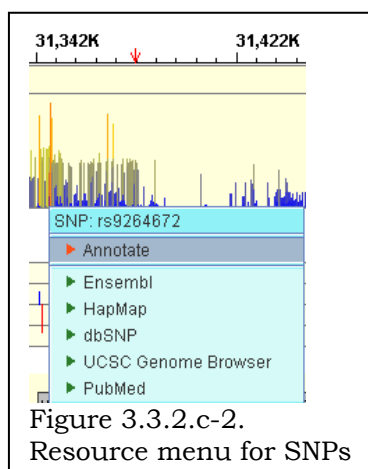 31,342K 31,422K
SNP: rs9264672
Annotate
Ensembl
HapMap
dbSNP
UCSC Genome Browser
PubMed
Figure 3.3.2.c-2.
Resource menu for SNPs